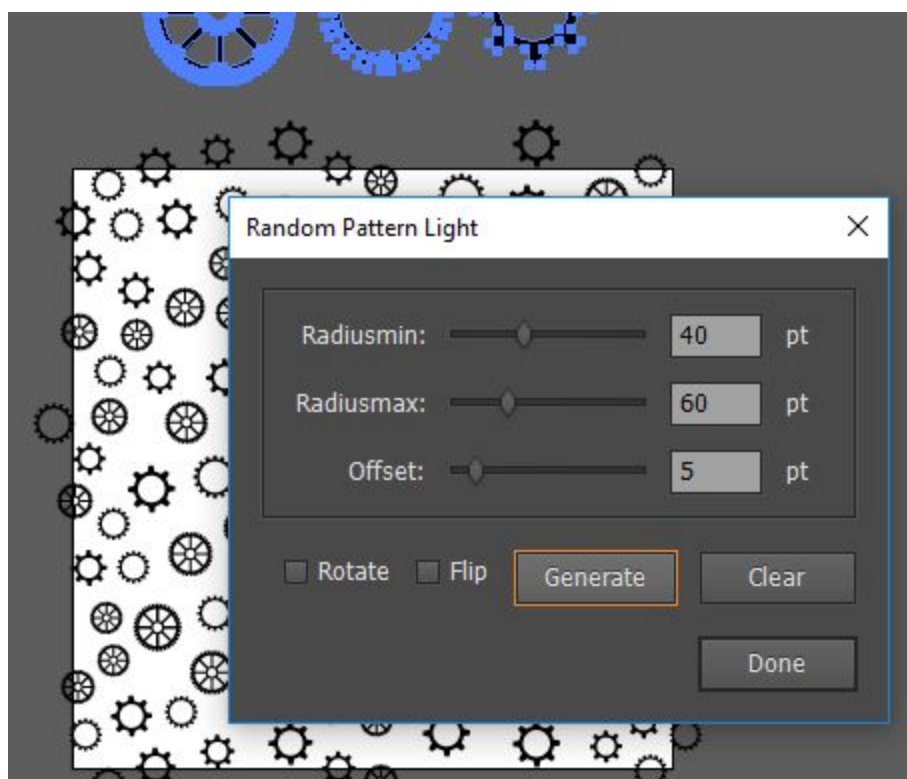 Random Pattern Light
Radiusmin: 40 pt
Radiusmax: 60 pt
Offset: 5 pt
Rotate Flip Generate Clear
Done